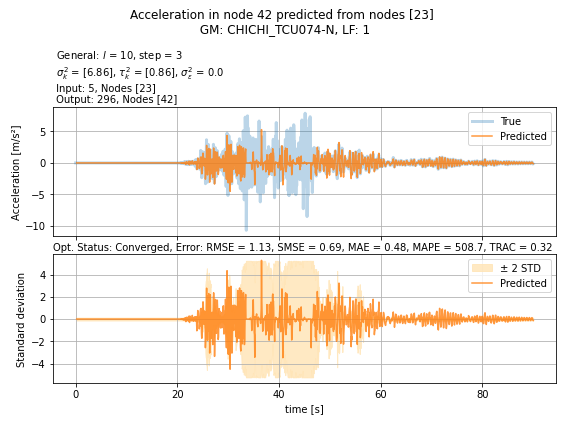 Acceleration in node 42 predicted from nodes [23]
GM: CHICHI_TCU074-N, LF: 1
General: l = 10, step = 3
σ²ₖ = [6.86], τ²ₖ = [0.86], σ²ε = 0.0
Input: 5, Nodes [23]
Output: 296, Nodes [42]
Acceleration [m/s²]
5
0
−5
−10
True
Predicted
Opt. Status: Converged, Error: RMSE = 1.13, SMSE = 0.69, MAE = 0.48, MAPE = 508.7, TRAC = 0.32
Standard deviation
4
2
0
−2
−4
± 2 STD
Predicted
0 20 40 60 80
time [s]